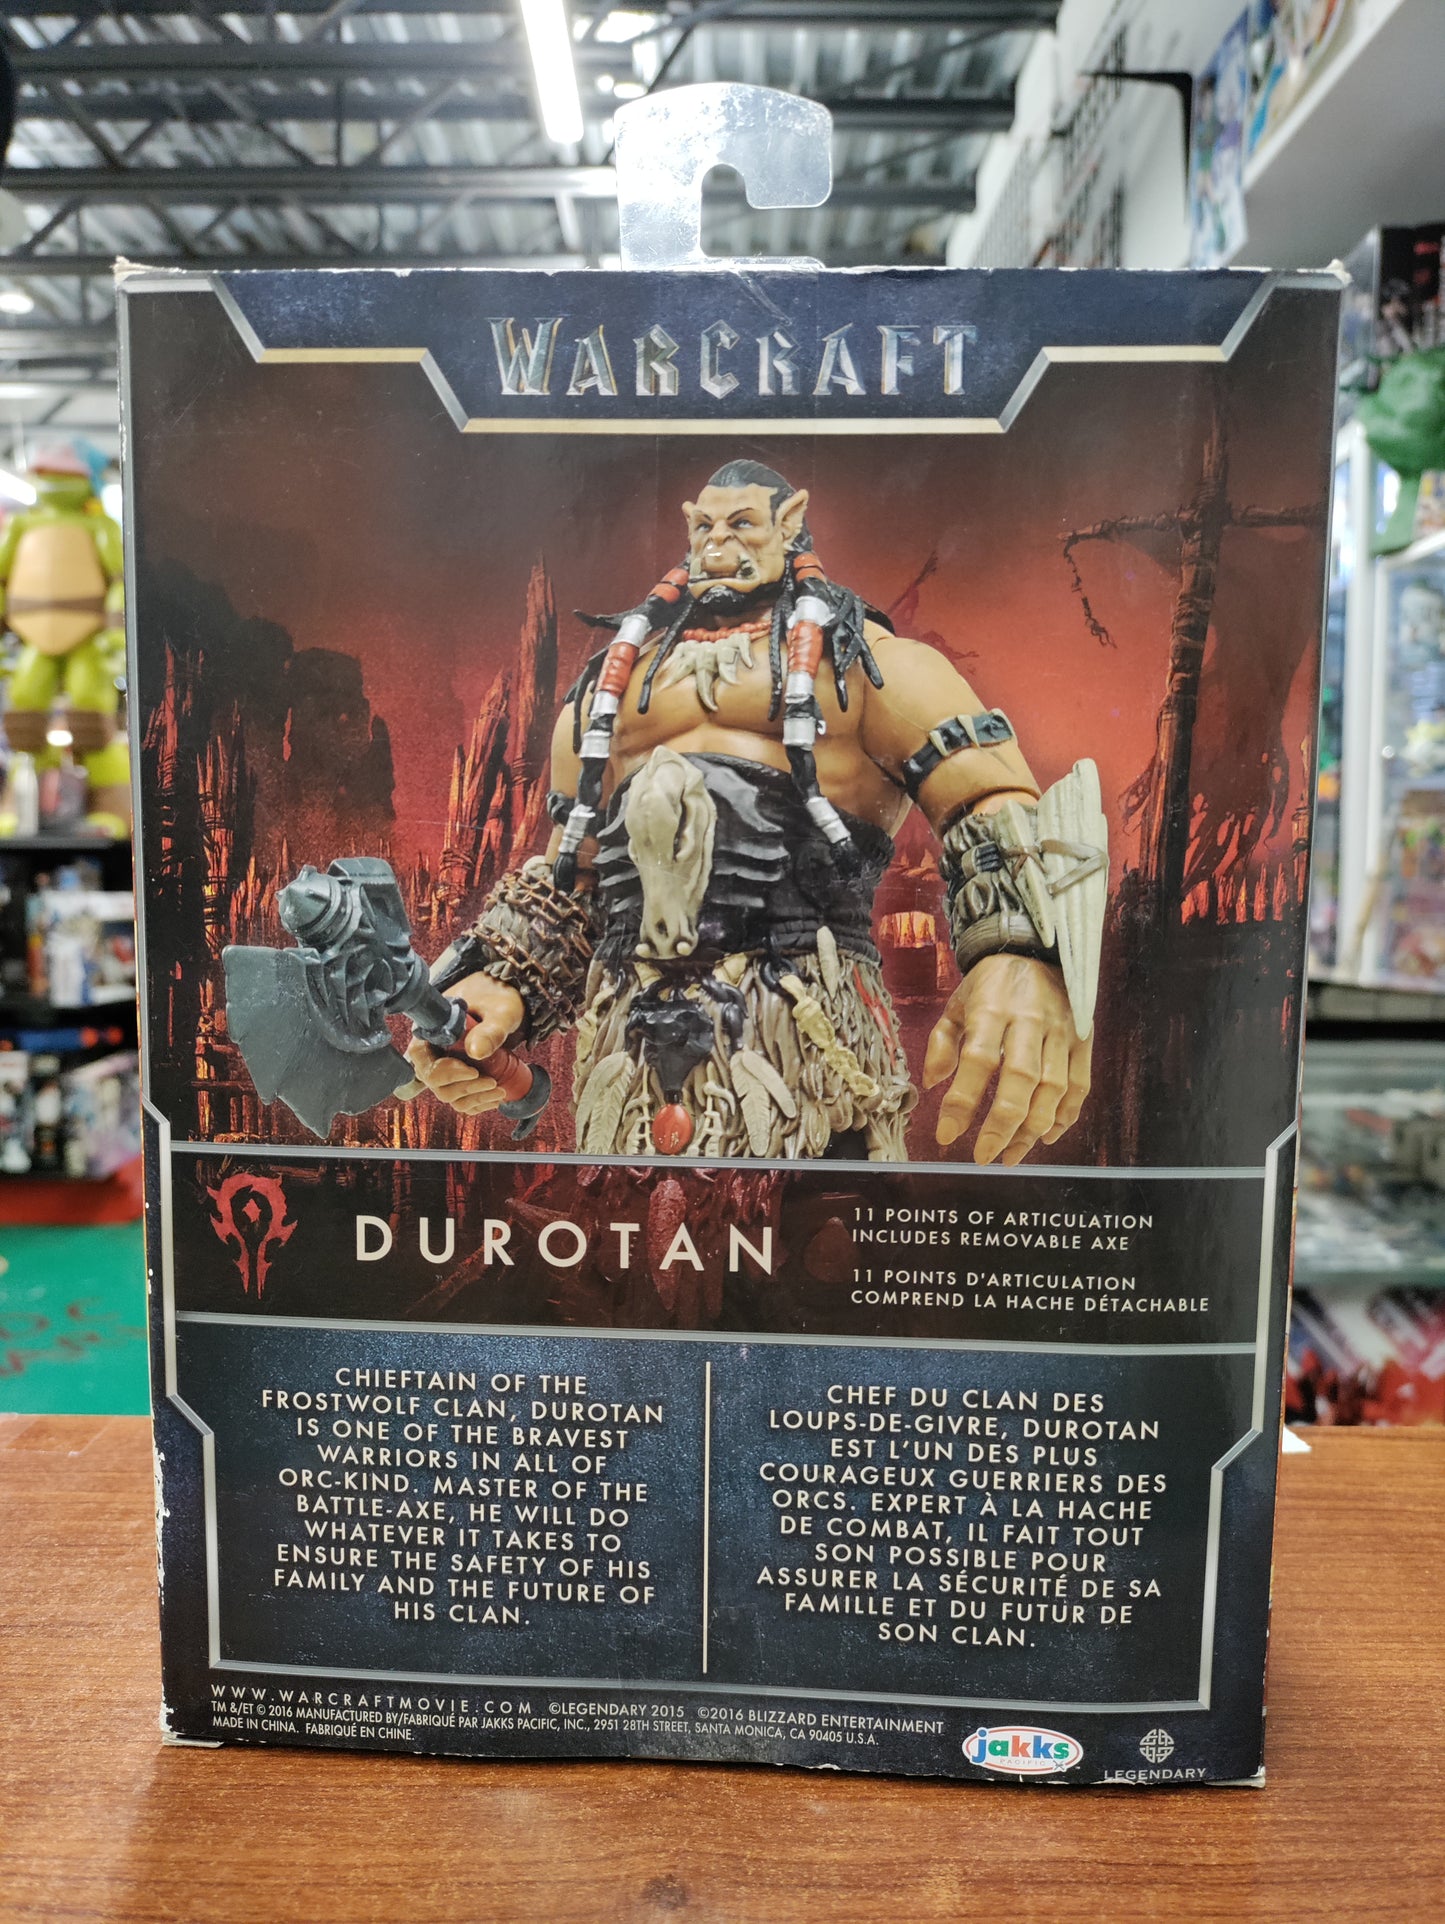 WARCRAFT
DUROTAN
11 POINTS OF ARTICULATION
INCLUDES REMOVABLE AXE
11 POINTS D'ARTICULATION
COMPREND LA HACHE DÉTACHABLE
CHIEFTAIN OF THE
FROSTWOLF CLAN, DUROTAN
IS ONE OF THE BRAVEST
WARRIORS IN ALL OF
ORC-KIND. MASTER OF THE
BATTLE-AXE, HE WILL DO
WHATEVER IT TAKES TO
ENSURE THE SAFETY OF HIS
FAMILY AND THE FUTURE OF
HIS CLAN.
CHEF DU CLAN DES
LOUPS-DE-GIVRE, DUROTAN
EST L'UN DES PLUS
COURAGEUX GUERRIERS DES
ORCS. EXPERT À LA HACHE
DE COMBAT, IL FAIT TOUT
SON POSSIBLE POUR
ASSURER LA SÉCURITÉ DE SA
FAMILLE ET DU FUTUR DE
SON CLAN.
WWW.WARCRAFTMOVIE.COM ©LEGENDARY 2015 ©2016 BLIZZARD ENTERTAINMENT
TM &/ET © 2016 MANUFACTURED BY/FABRIQUÉ PAR JAKKS PACIFIC, INC., 2951 28TH STREET, SANTA MONICA, CA 90405 U.S.A.
MADE IN CHINA. FABRIQUÉ EN CHINE.
jakks
PACIFIC
LEGENDARY